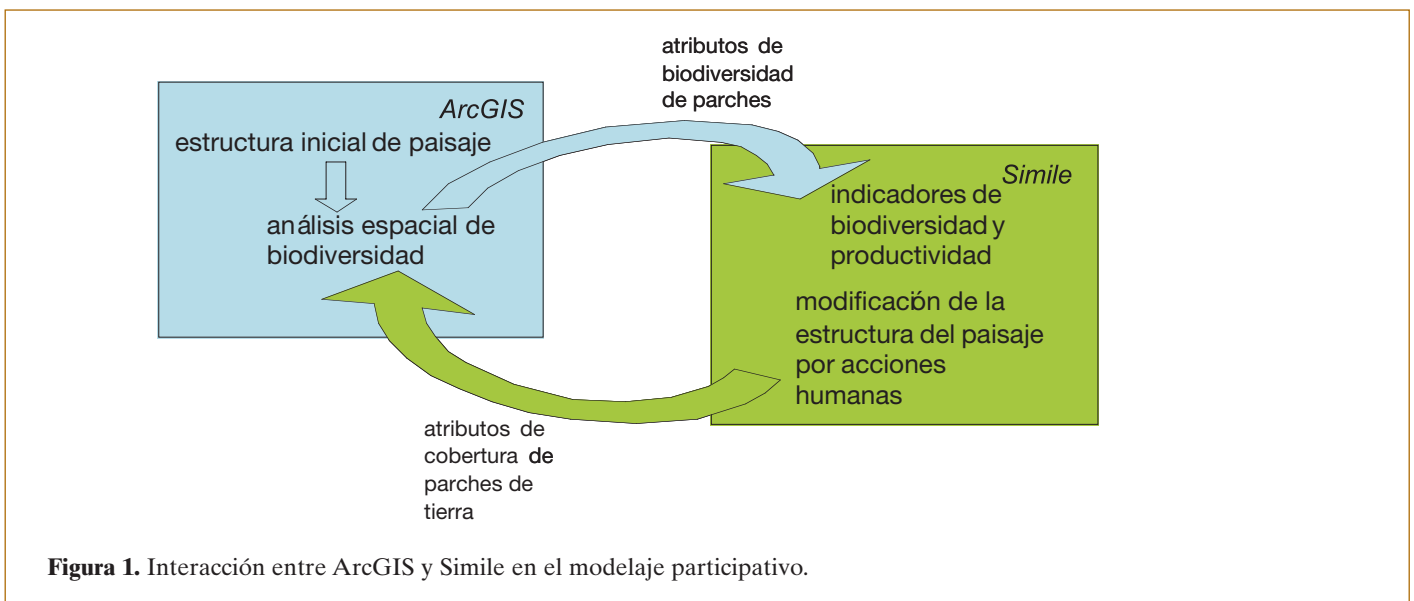 atributos de
biodiversidad
de parches
ArcGIS
estructura inicial de paisaje
análisis espacial de
biodiversidad
Simile
indicadores de
biodiversidad y
productividad
modificación de la
estructura del paisaje
por acciones
humanas
atributos de
cobertura de
parches de
tierra
Figura 1. Interacción entre ArcGIS y Simile en el modelaje participativo.